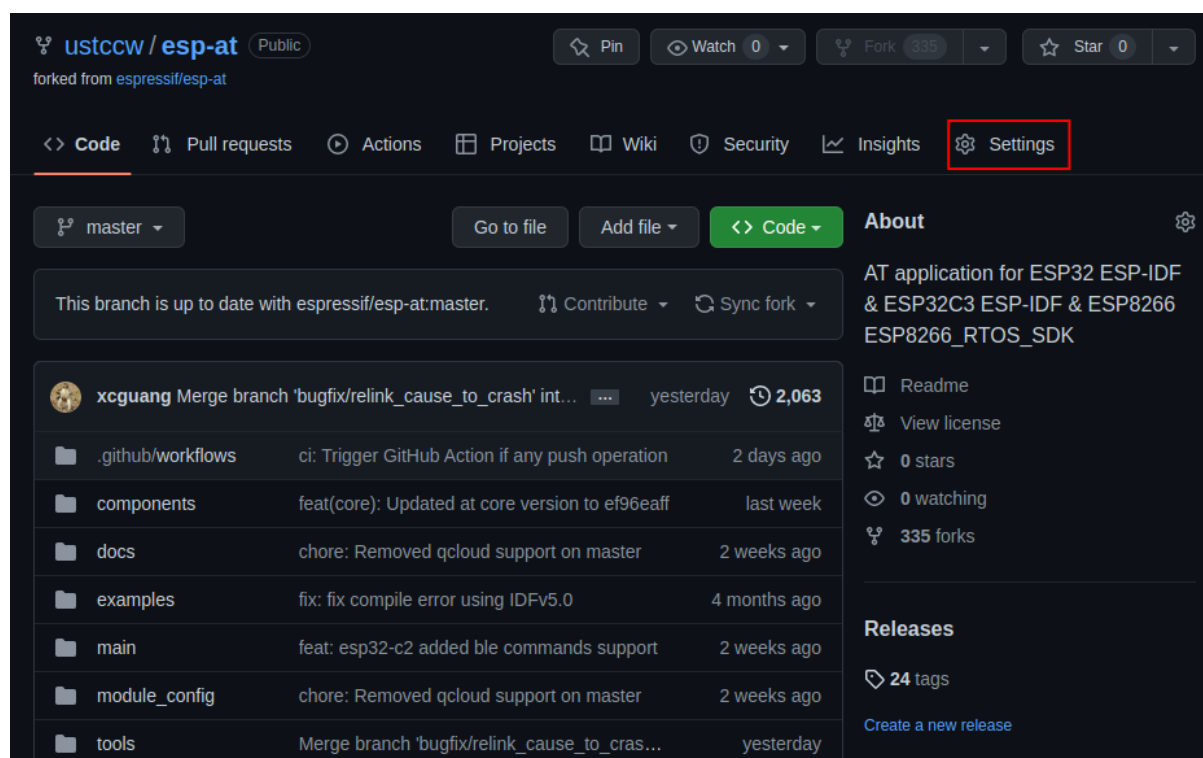 ustccw / esp-at Public Pin Watch 0 Fork 335 Star 0
forked from espressif/esp-at
Code Pull requests Actions Projects Wiki Security Insights Settings
master Go to file Add file Code
This branch is up to date with espressif/esp-at:master. Contribute Sync fork
xcguang Merge branch 'bugfix/relink_cause_to_crash' int... ... yesterday 2,063
.github/workflows ci: Trigger GitHub Action if any push operation 2 days ago
components feat(core): Updated at core version to ef96eaff last week
docs chore: Removed qcloud support on master 2 weeks ago
examples fix: fix compile error using IDFv5.0 4 months ago
main feat: esp32-c2 added ble commands support 2 weeks ago
module_config chore: Removed qcloud support on master 2 weeks ago
tools Merge branch 'bugfix/relink_cause_to_cras... yesterday
About
AT application for ESP32 ESP-IDF
& ESP32C3 ESP-IDF & ESP8266
ESP8266_RTOS_SDK
Readme
View license
0 stars
0 watching
335 forks
Releases
24 tags
Create a new release